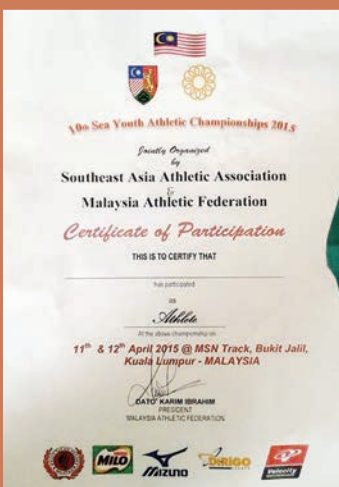 10th Sea Youth Athletic Championships 2015
Jointly Organized
by
Southeast Asia Athletic Association
&
Malaysia Athletic Federation
Certificate of Participation
THIS IS TO CERTIFY THAT
has participated
as
Athlete
At the above championship on
11th & 12th April 2015 @ MSN Track, Bukit Jalil,
Kuala Lumpur - MALAYSIA
DATO' KARIM IBRAHIM
PRESIDENT
MALAYSIA ATHLETIC FEDERATION
MILO
MIZUNO
DERIGO
Velocity